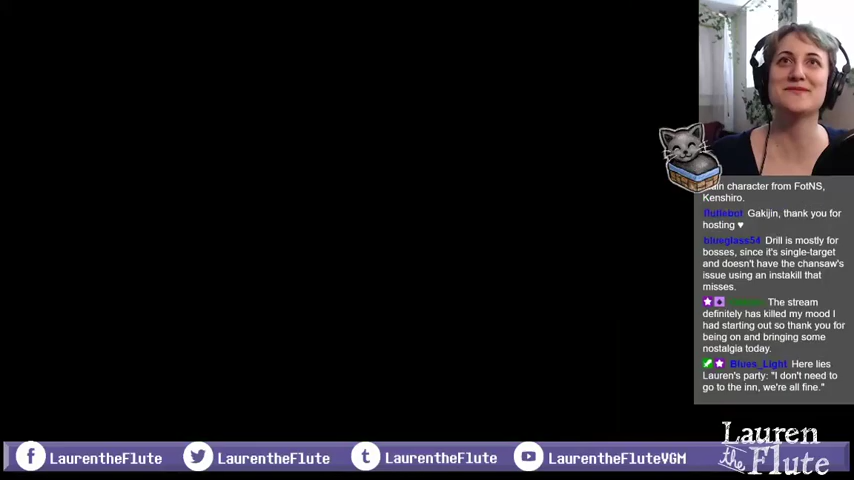 ain character from FotNS,
Kenshiro.
flutebot Gakijin, thank you for
hosting ♥
blueglass54 Drill is mostly for
bosses, since it's single-target
and doesn't have the chansaw's
issue using an instakill that
misses.
The stream
definitely has killed my mood I
had starting out so thank you for
being on and bringing some
nostalgia today.
Blues_Light Here lies
Lauren's party: "I don't need to
go to the inn, we're all fine."
Lauren
the Flute
LaurentheFlute
LaurentheFlute
LaurentheFlute
LaurentheFluteVGM